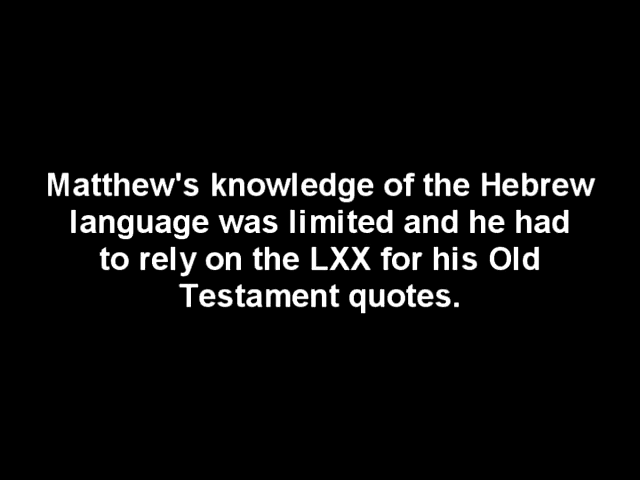 Matthew's knowledge of the Hebrew
language was limited and he had
to rely on the LXX for his Old
Testament quotes.